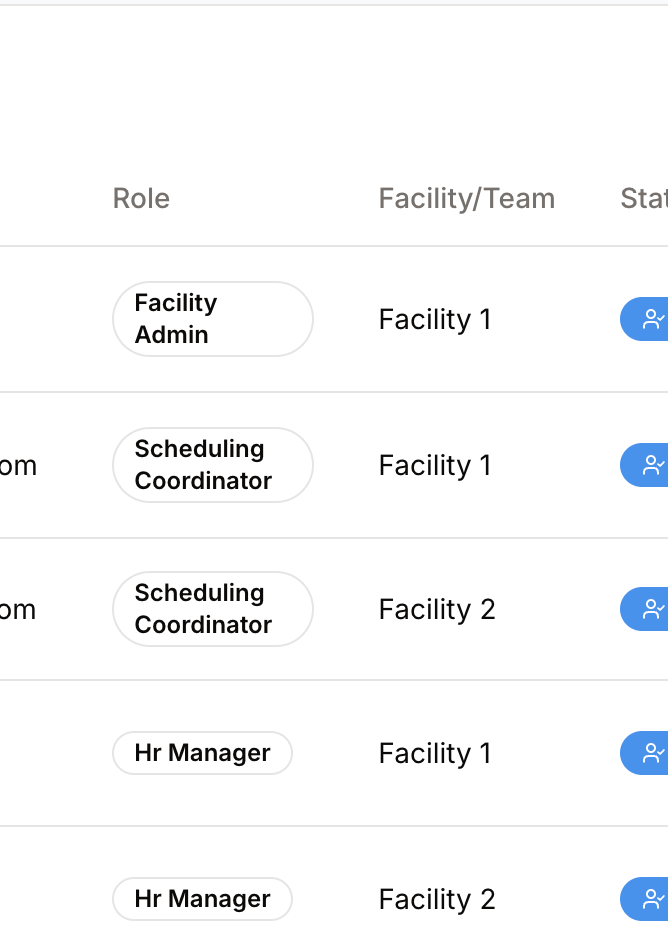 Role Facility/Team Stat
Facility
Admin
Facility 1
om
Scheduling
Coordinator
Facility 1
om
Scheduling
Coordinator
Facility 2
Hr Manager
Facility 1
Hr Manager
Facility 2